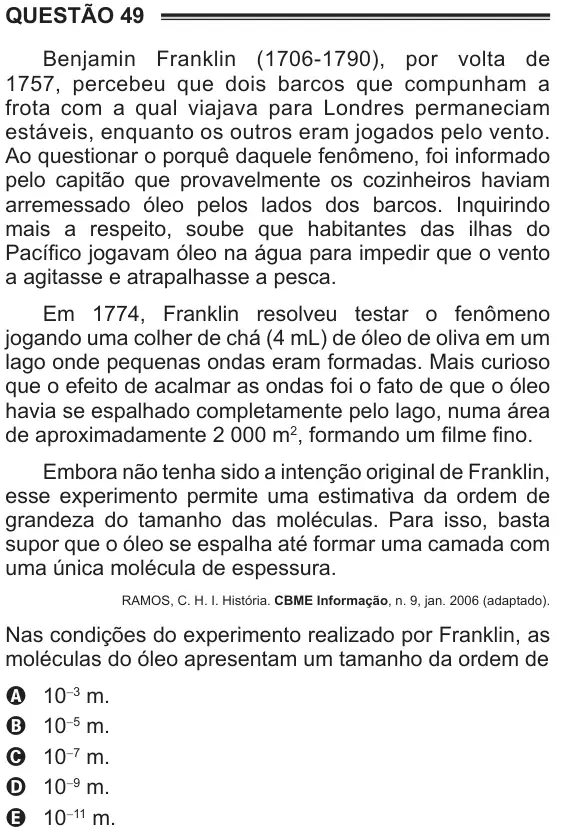 QUESTÃO 49
Benjamin Franklin (1706-1790), por volta de
1757, percebeu que dois barcos que compunham a
frota com a qual viajava para Londres permaneciam
estáveis, enquanto os outros eram jogados pelo vento.
Ao questionar o porquê daquele fenômeno, foi informado
pelo capitão que provavelmente os cozinheiros haviam
arremessado óleo pelos lados dos barcos. Inquirindo
mais a respeito, soube que habitantes das ilhas do
Pacífico jogavam óleo na água para impedir que o vento
a agitasse e atrapalhasse a pesca.
Em 1774, Franklin resolveu testar o fenômeno
jogando uma colher de chá (4 mL) de óleo de oliva em um
lago onde pequenas ondas eram formadas. Mais curioso
que o efeito de acalmar as ondas foi o fato de que o óleo
havia se espalhado completamente pelo lago, numa área
de aproximadamente 2 000 m², formando um filme fino.
Embora não tenha sido a intenção original de Franklin,
esse experimento permite uma estimativa da ordem de
grandeza do tamanho das moléculas. Para isso, basta
supor que o óleo se espalha até formar uma camada com
uma única molécula de espessura.
RAMOS, C. H. I. História. CBME Informação, n. 9, jan. 2006 (adaptado).
Nas condições do experimento realizado por Franklin, as
moléculas do óleo apresentam um tamanho da ordem de
A 10⁻³ m.
B 10⁻⁵ m.
C 10⁻⁷ m.
D 10⁻⁹ m.
E 10⁻¹¹ m.